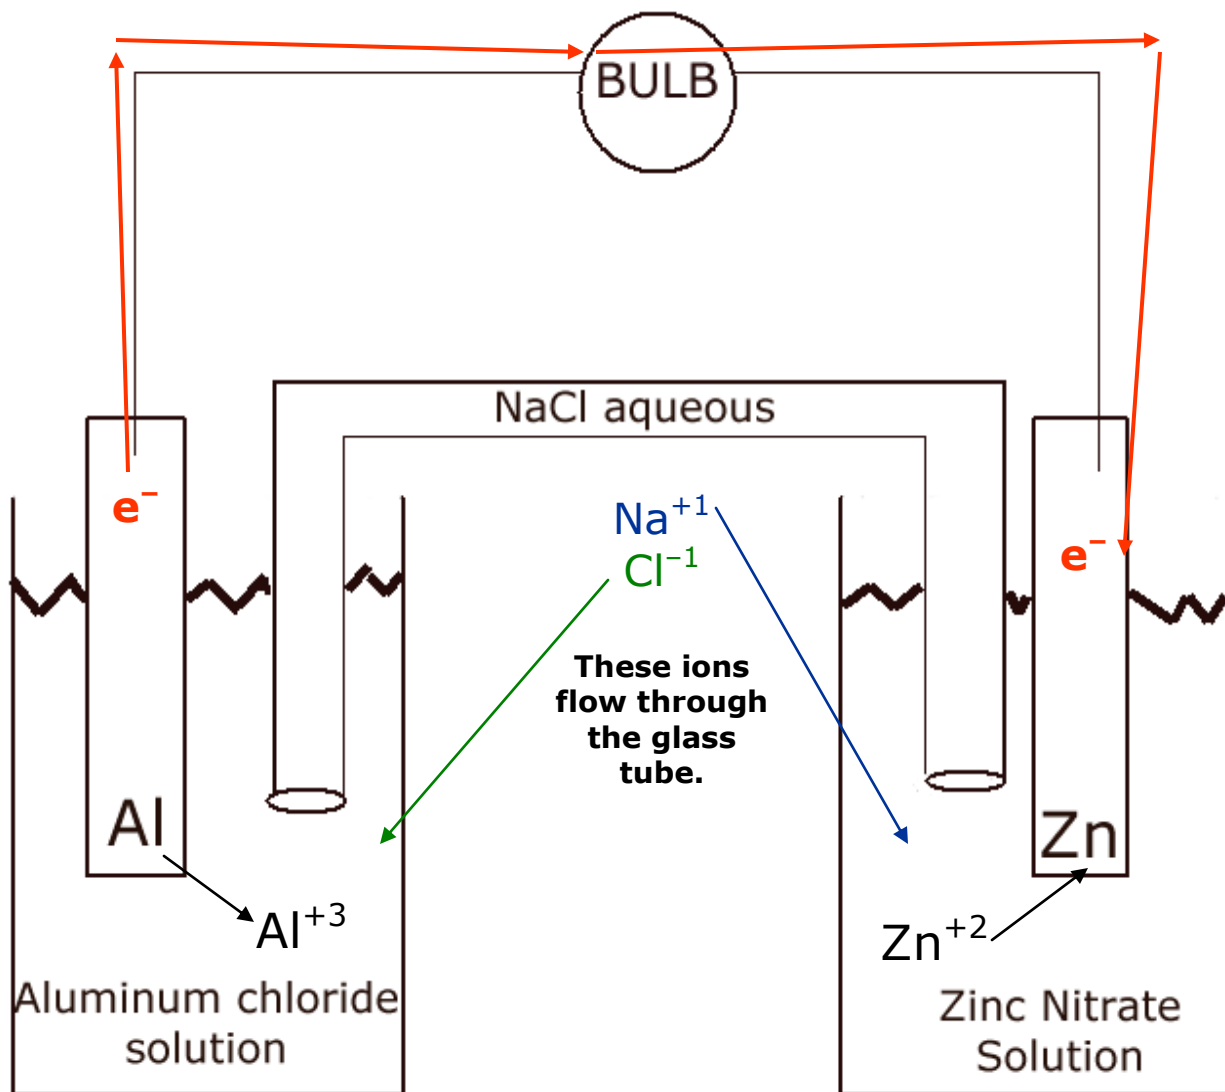 BULB
NaCl aqueous
e⁻
Na⁺¹
Cl⁻¹
e⁻
These ions
flow through
the glass
tube.
Al
Zn
Al⁺³
Zn⁺²
Aluminum chloride
solution
Zinc Nitrate
Solution